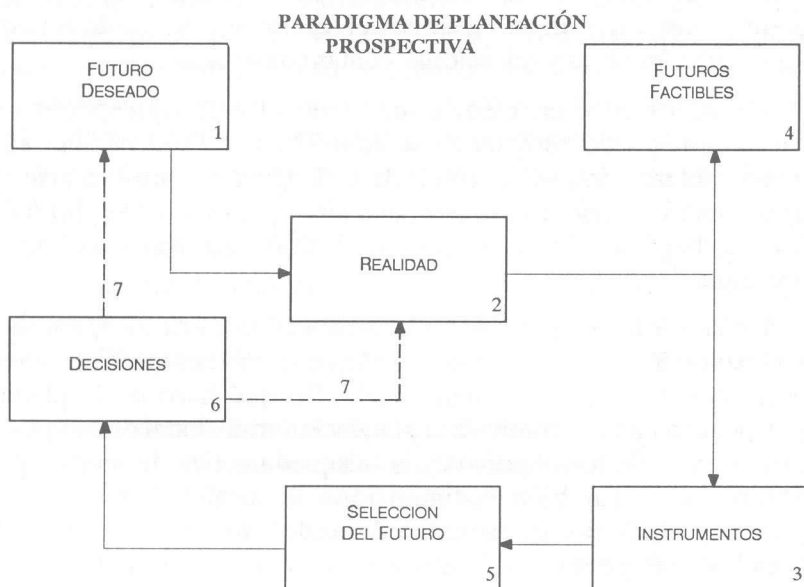 PARADIGMA DE PLANEACIÓN
PROSPECTIVA
FUTURO
DESEADO
1
FUTUROS
FACTIBLES
4
REALIDAD
2
7
DECISIONES
6
7
SELECCION
DEL FUTURO
5
INSTRUMENTOS
3